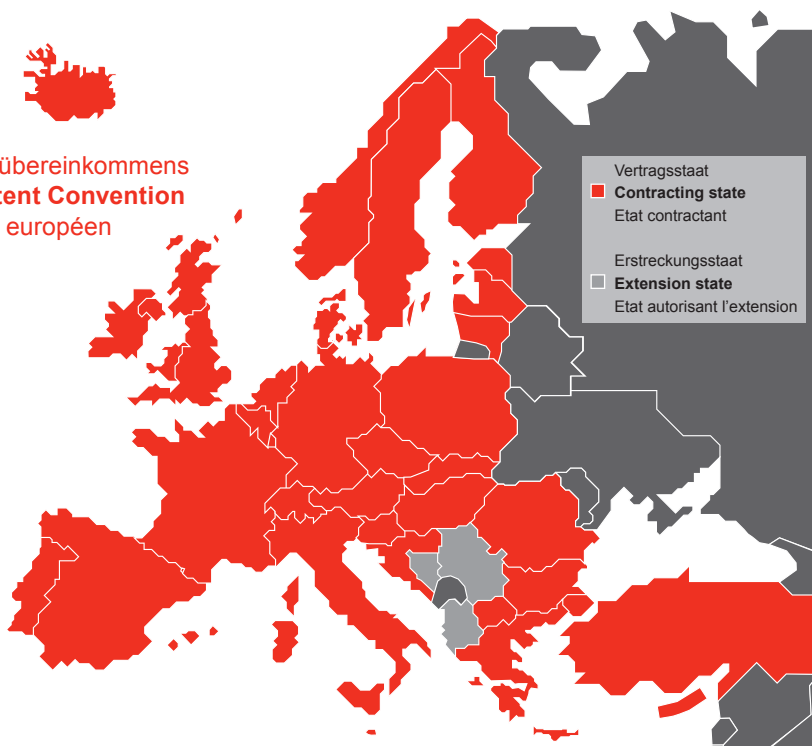 übereinkommens
tent Convention
européen
Vertragsstaat
Contracting state
Etat contractant
Erstreckungsstaat
Extension state
Etat autorisant l'extension